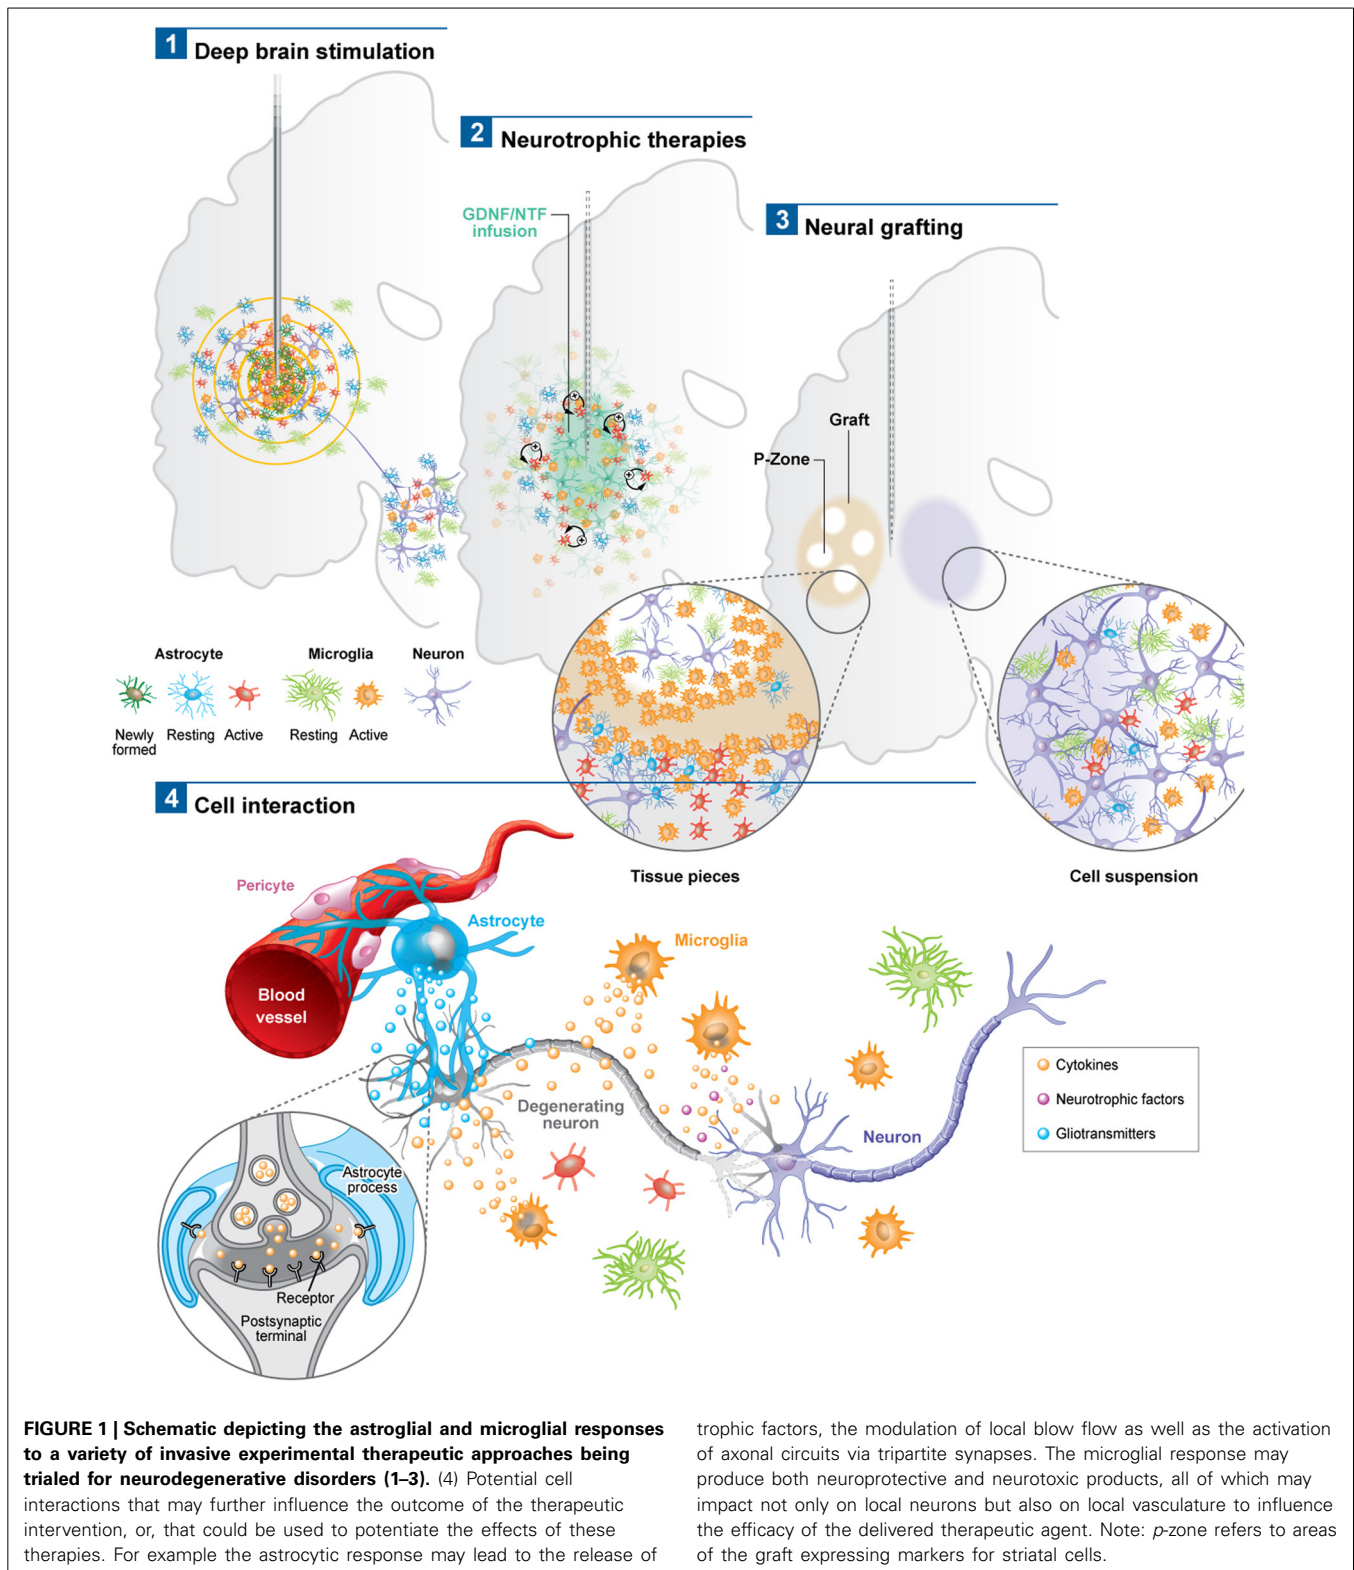 1 Deep brain stimulation
2 Neurotrophic therapies
GDNF/NTF
infusion
3 Neural grafting
Graft
P-Zone
Astrocyte
Microglia
Neuron
Newly
formed
Resting
Active
Resting
Active
Tissue pieces
Cell suspension
4 Cell interaction
Pericyte
Astrocyte
Microglia
Blood
vessel
Degenerating
neuron
Neuron
Cytokines
Neurotrophic factors
Gliotransmitters
Astrocyte
process
Receptor
Postsynaptic
terminal
FIGURE 1 | Schematic depicting the astroglial and microglial responses
to a variety of invasive experimental therapeutic approaches being
trialed for neurodegenerative disorders (1–3). (4) Potential cell
interactions that may further influence the outcome of the therapeutic
intervention, or, that could be used to potentiate the effects of these
therapies. For example the astrocytic response may lead to the release of
trophic factors, the modulation of local blow flow as well as the activation
of axonal circuits via tripartite synapses. The microglial response may
produce both neuroprotective and neurotoxic products, all of which may
impact not only on local neurons but also on local vasculature to influence
the efficacy of the delivered therapeutic agent. Note: p-zone refers to areas
of the graft expressing markers for striatal cells.